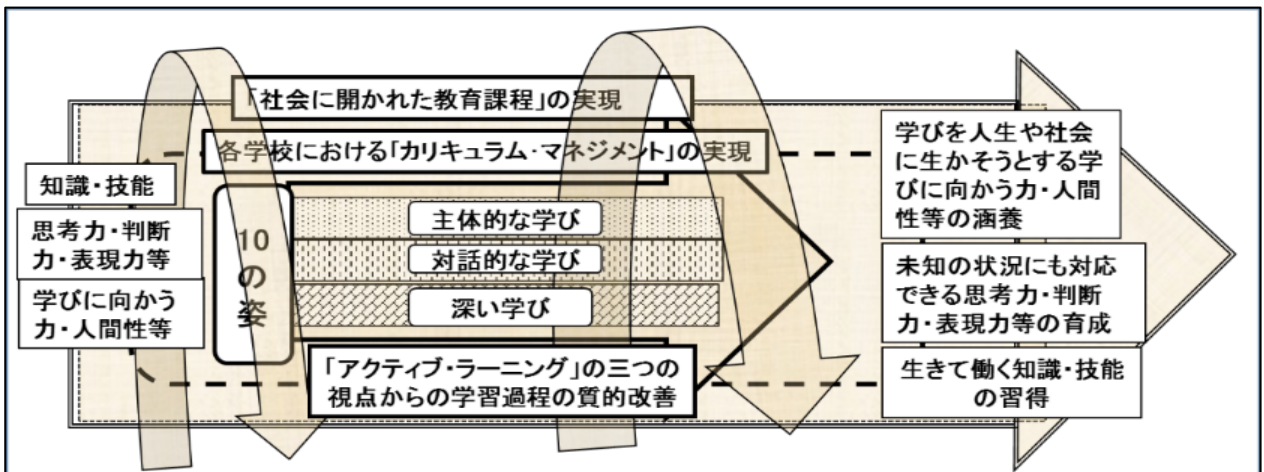 「社会に開かれた教育課程」の実現
各学校における「カリキュラム・マネジメント」の実現
知識・技能
思考力・判断
力・表現力等
学びに向かう
力・人間性等
10
の
姿
主体的な学び
対話的な学び
深い学び
「アクティブ・ラーニング」の三つの
視点からの学習過程の質的改善
学びを人生や社会
に生かそうとする学
びに向かう力・人間
性等の涵養
未知の状況にも対応
できる思考力・判断
力・表現力等の育成
生きて働く知識・技能
の習得